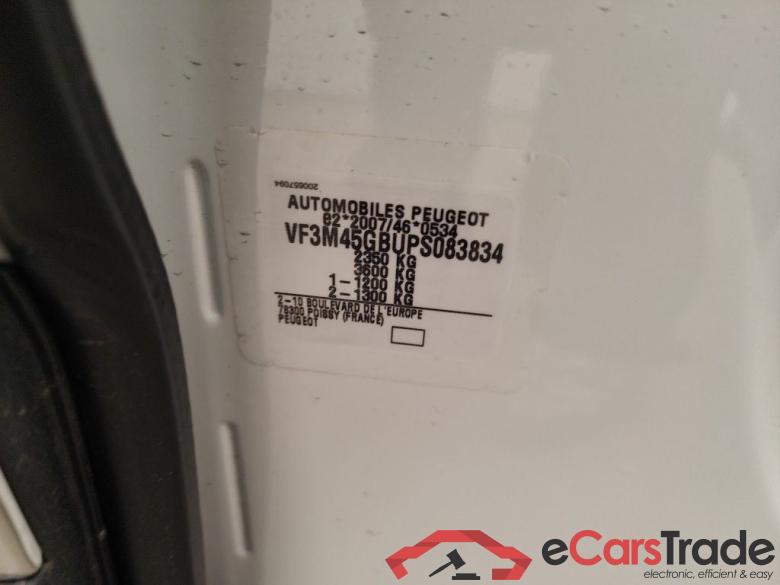 200657094
AUTOMOBILES PEUGEOT
e2*2007/46*0534
VF3M45GBUPS083834
2350 KG
3600 KG
1-1200 KG
2-1300 KG
2-10 BOULEVARD DE L'EUROPE
78300 POISSY (FRANCE)
PEUGEOT
eCarsTrade
electronic, efficient & easy